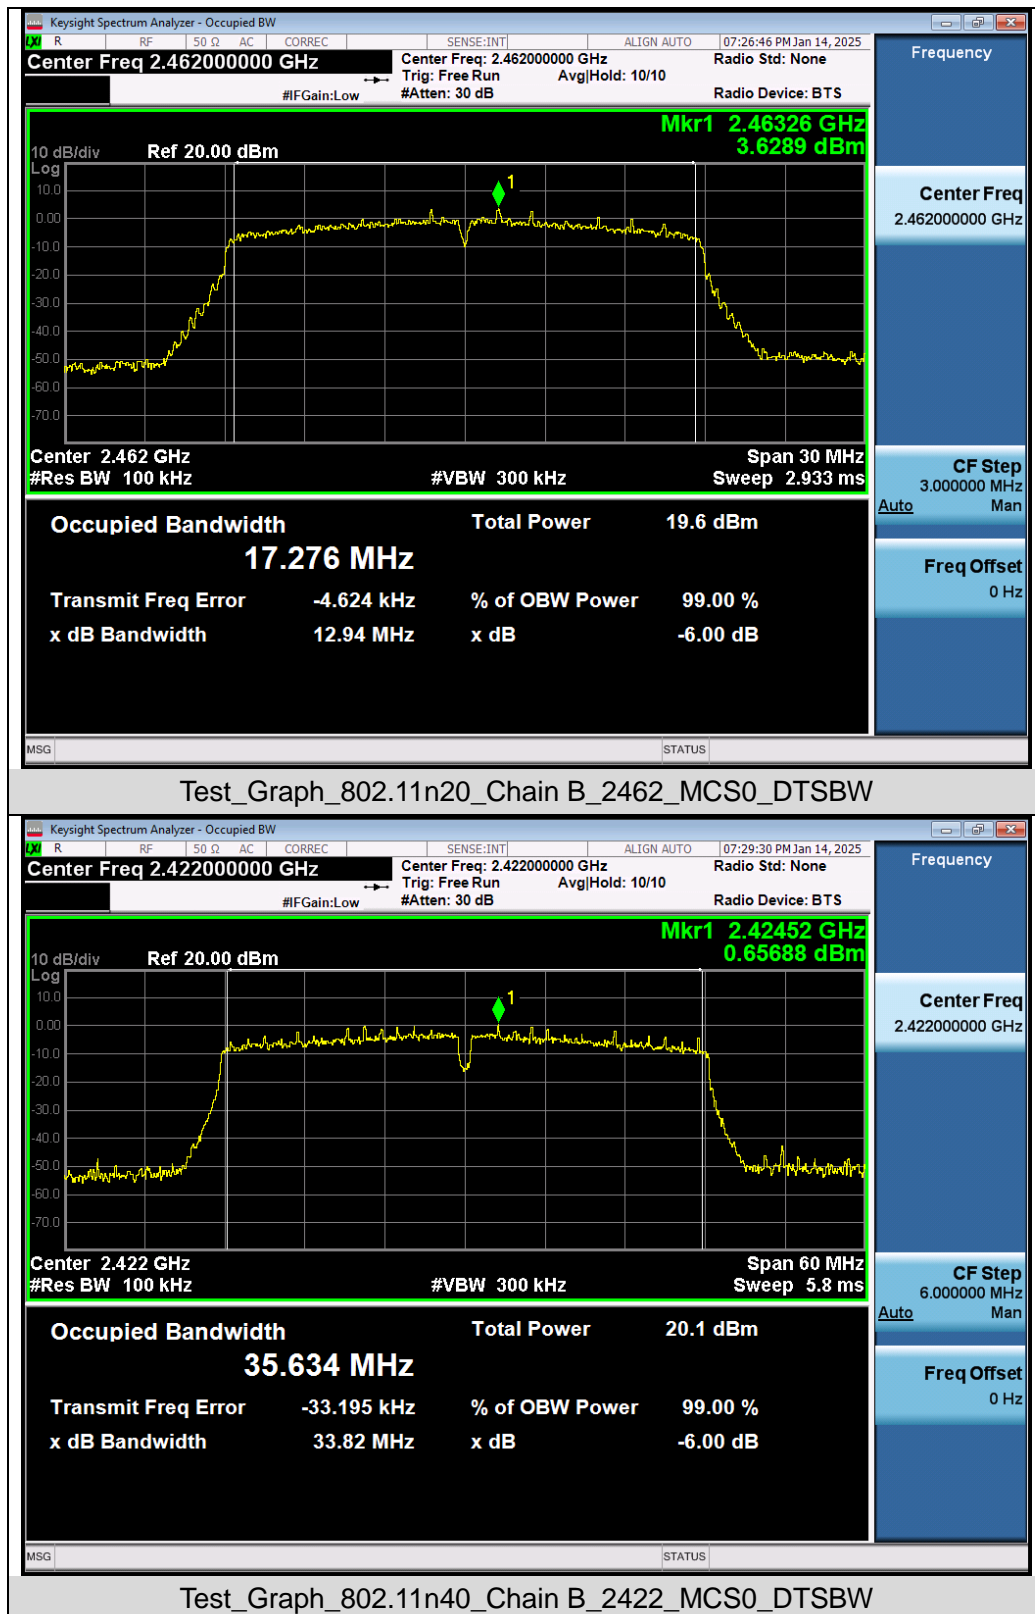 Keysight Spectrum Analyzer - Occupied BW
LXI R RF 50 Ω AC CORREC SENSE:INT ALIGN AUTO 07:26:46 PM Jan 14, 2025
Center Freq 2.462000000 GHz
Center Freq: 2.462000000 GHz
Radio Std: None
Trig: Free Run Avg|Hold: 10/10
#IFGain:Low
#Atten: 30 dB
Radio Device: BTS
Frequency
Mkr1 2.46326 GHz
3.6289 dBm
10 dB/div Ref 20.00 dBm
Log
10.0
0.00
-10.0
-20.0
-30.0
-40.0
-50.0
-60.0
-70.0
1
Center Freq
2.462000000 GHz
Center 2.462 GHz
Span 30 MHz
#Res BW 100 kHz
#VBW 300 kHz
Sweep 2.933 ms
CF Step
3.000000 MHz
Auto Man
Freq Offset
0 Hz
Occupied Bandwidth
Total Power 19.6 dBm
17.276 MHz
Transmit Freq Error -4.624 kHz
% of OBW Power 99.00 %
x dB Bandwidth 12.94 MHz
x dB -6.00 dB
MSG STATUS
Test_Graph_802.11n20_Chain B_2462_MCS0_DTSBW
Keysight Spectrum Analyzer - Occupied BW
LXI R RF 50 Ω AC CORREC SENSE:INT ALIGN AUTO 07:29:30 PM Jan 14, 2025
Center Freq 2.422000000 GHz
Center Freq: 2.422000000 GHz
Radio Std: None
Trig: Free Run Avg|Hold: 10/10
#IFGain:Low
#Atten: 30 dB
Radio Device: BTS
Frequency
Mkr1 2.42452 GHz
0.65688 dBm
10 dB/div Ref 20.00 dBm
Log
10.0
0.00
-10.0
-20.0
-30.0
-40.0
-50.0
-60.0
-70.0
1
Center Freq
2.422000000 GHz
Center 2.422 GHz
Span 60 MHz
#Res BW 100 kHz
#VBW 300 kHz
Sweep 5.8 ms
CF Step
6.000000 MHz
Auto Man
Freq Offset
0 Hz
Occupied Bandwidth
Total Power 20.1 dBm
35.634 MHz
Transmit Freq Error -33.195 kHz
% of OBW Power 99.00 %
x dB Bandwidth 33.82 MHz
x dB -6.00 dB
MSG STATUS
Test_Graph_802.11n40_Chain B_2422_MCS0_DTSBW